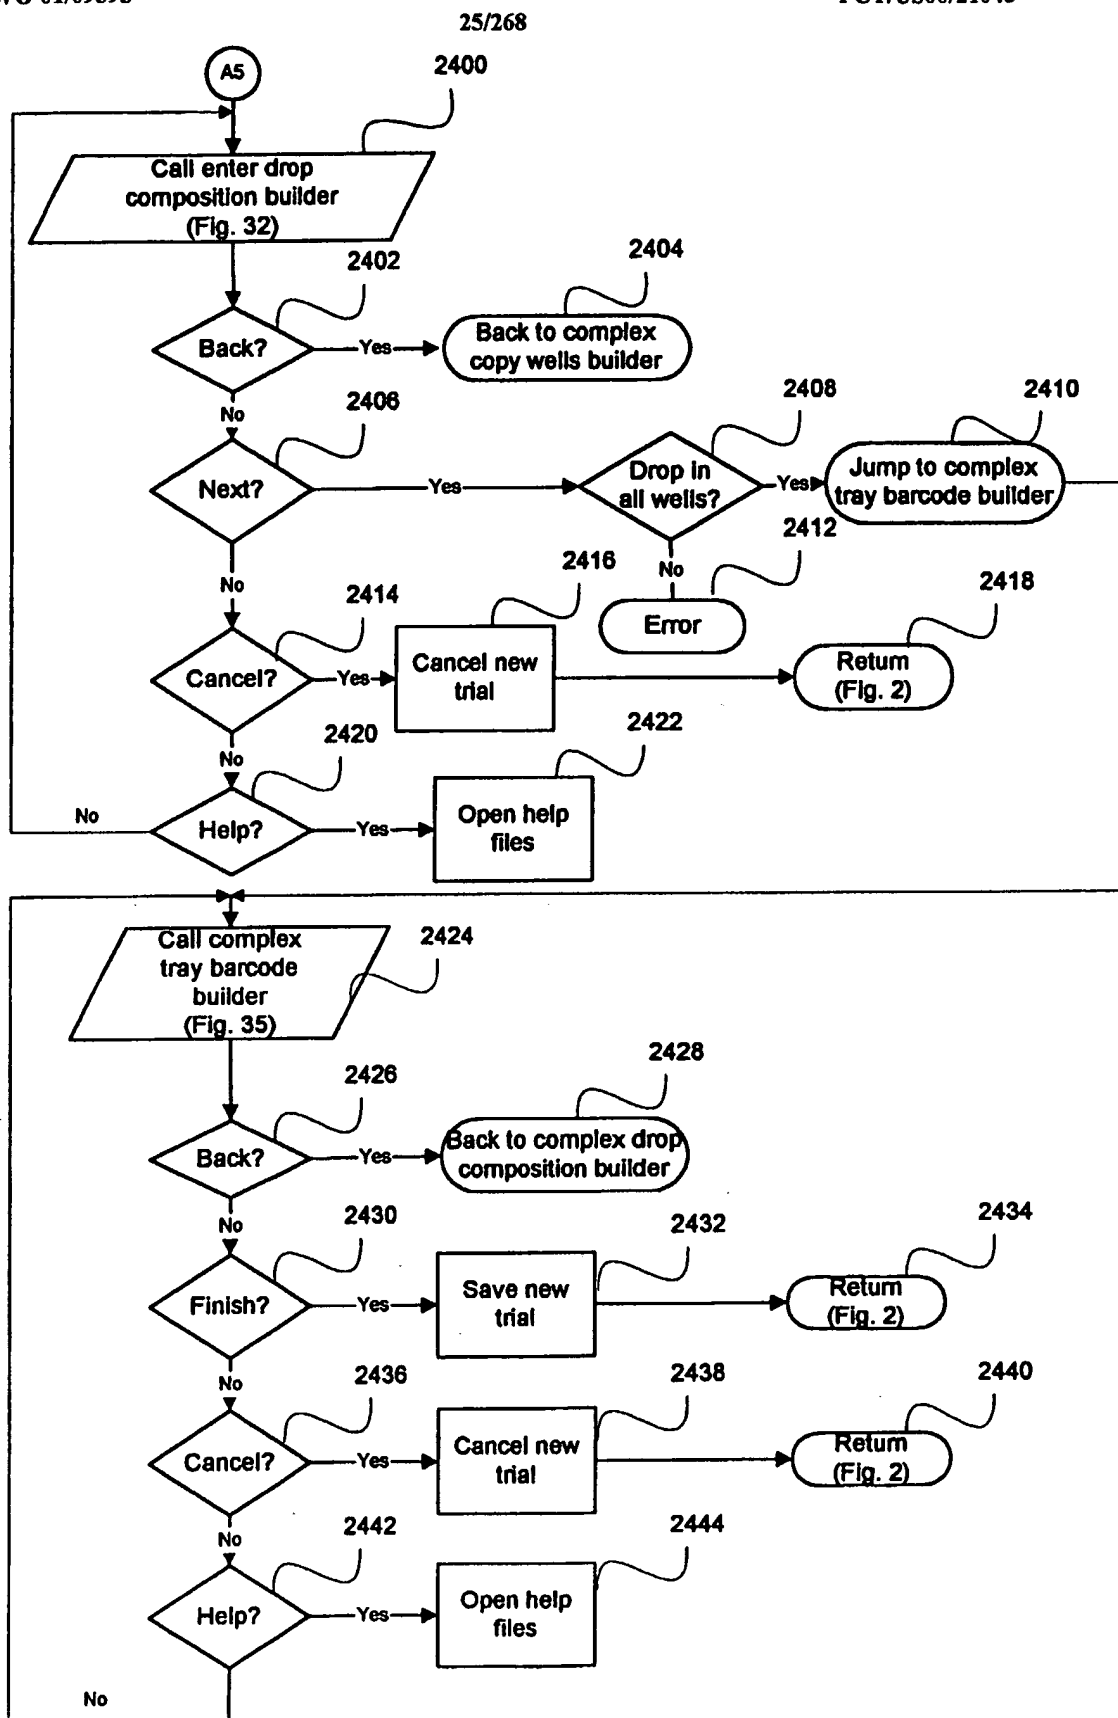 25/268
A5
2400
Call enter drop
composition builder
(Fig. 32)
2402
2404
Back?
Yes
Back to complex
copy wells builder
No
2406
2408
2410
Next?
Yes
Drop in
all wells?
Yes
Jump to complex
tray barcode builder
No
2412
Error
No
2414
2416
2418
Cancel?
Yes
Cancel new
trial
Return
(Fig. 2)
No
2420
2422
No
Help?
Yes
Open help
files
Call complex
tray barcode
builder
(Fig. 35)
2424
2426
2428
Back?
Yes
Back to complex drop
composition builder
No
2430
2432
2434
Finish?
Yes
Save new
trial
Return
(Fig. 2)
No
2436
2438
2440
Cancel?
Yes
Cancel new
trial
Return
(Fig. 2)
No
2442
2444
Help?
Yes
Open help
files
No